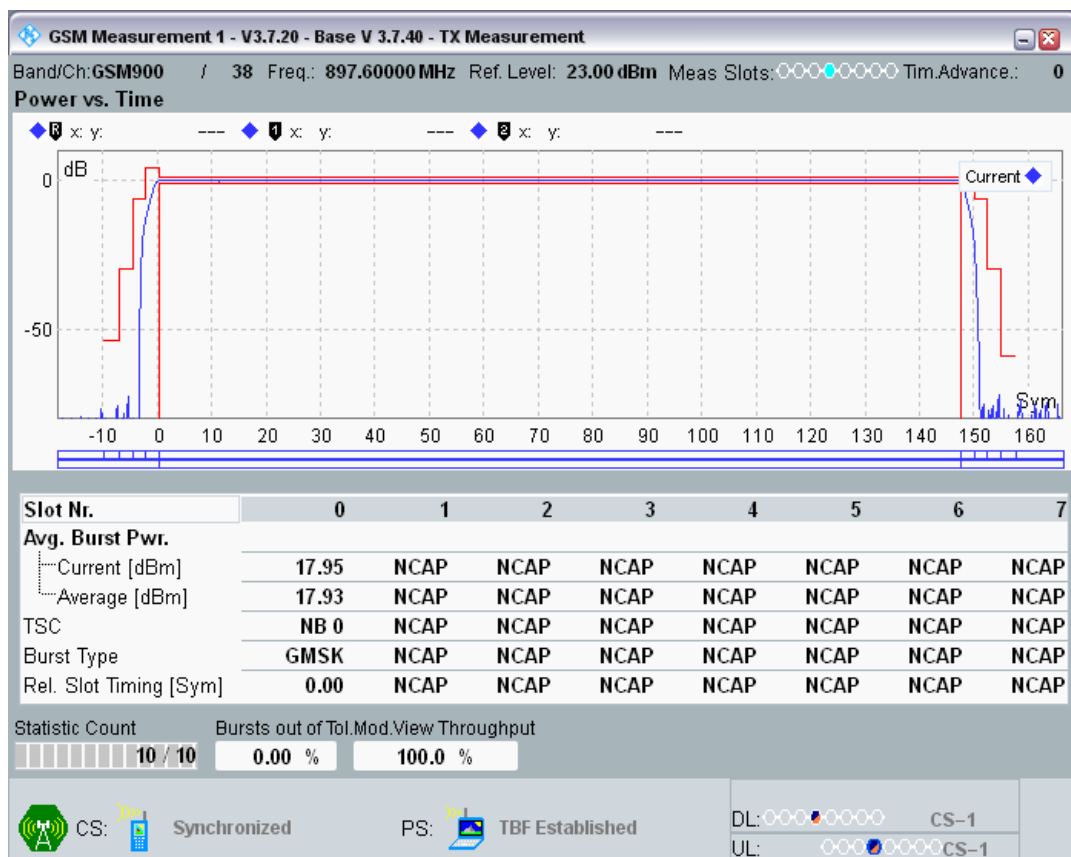 GSM Measurement 1 - V3.7.20 - Base V 3.7.40 - TX Measurement
Band/Ch:GSM900 / 38 Freq.: 897.60000 MHz Ref. Level: 23.00 dBm Meas Slots: Tim.Advance.: 0
Power vs. Time
R x: y: --- 1 x: y: --- 2 x: y: ---
dB
Current
0
-50
Sym
-10 0 10 20 30 40 50 60 70 80 90 100 110 120 130 140 150 160
Slot Nr. 0 1 2 3 4 5 6 7
Avg. Burst Pwr.
Current [dBm] 17.95 NCAP NCAP NCAP NCAP NCAP NCAP NCAP
Average [dBm] 17.93 NCAP NCAP NCAP NCAP NCAP NCAP NCAP
TSC NB 0 NCAP NCAP NCAP NCAP NCAP NCAP NCAP
Burst Type GMSK NCAP NCAP NCAP NCAP NCAP NCAP NCAP
Rel. Slot Timing [Sym] 0.00 NCAP NCAP NCAP NCAP NCAP NCAP NCAP
Statistic Count Bursts out of Tol. Mod.View Throughput
10 / 10 0.00 % 100.0 %
CS: Synchronized PS: TBF Established
DL: CS-1
UL: CS-1